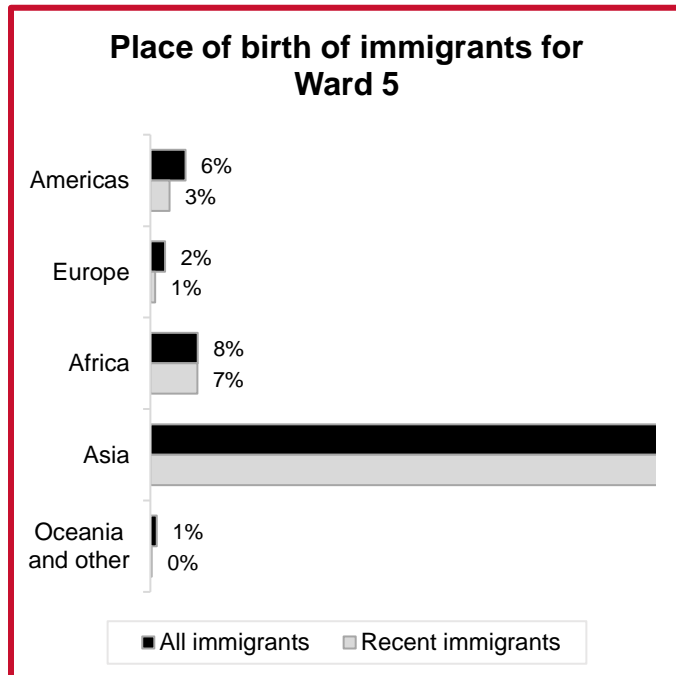 Place of birth of immigrants for
Ward 5
Americas
6%
3%
Europe
2%
1%
Africa
8%
7%
Asia
Oceania
and other
1%
0%
All immigrants
Recent immigrants